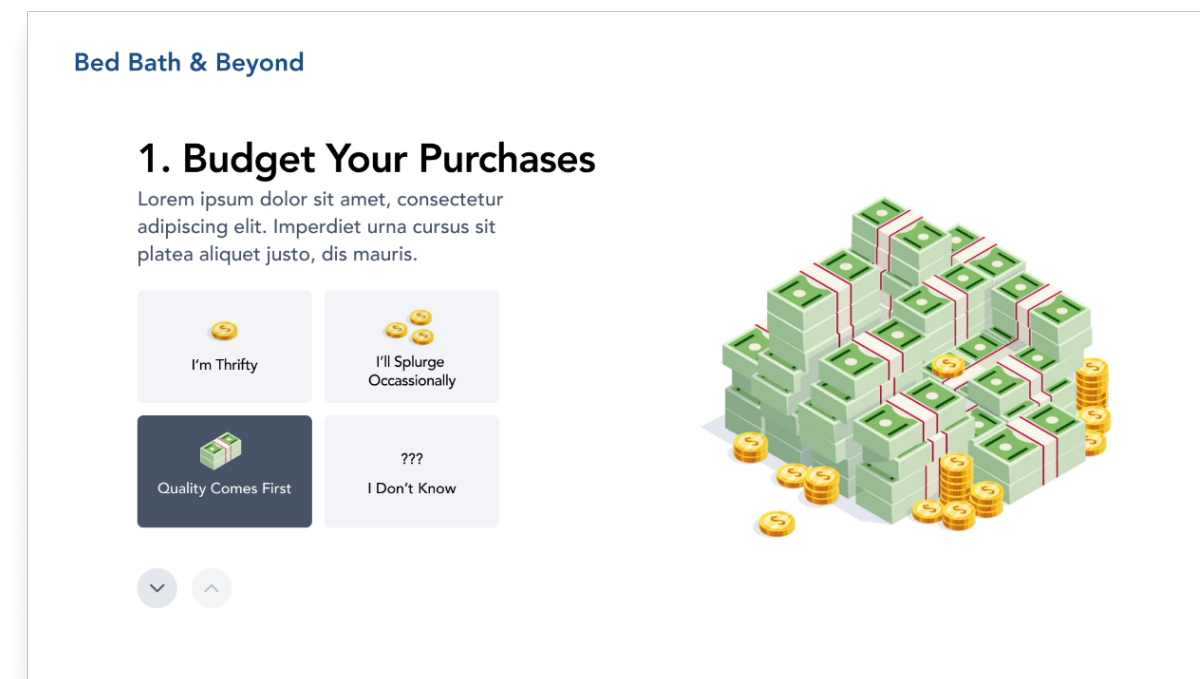 Bed Bath & Beyond
1. Budget Your Purchases
Lorem ipsum dolor sit amet, consectetur
adipiscing elit. Imperdiet urna cursus sit
platea aliquet justo, dis mauris.
I'm Thrifty
I'll Splurge
Occassionally
Quality Comes First
???
I Don't Know